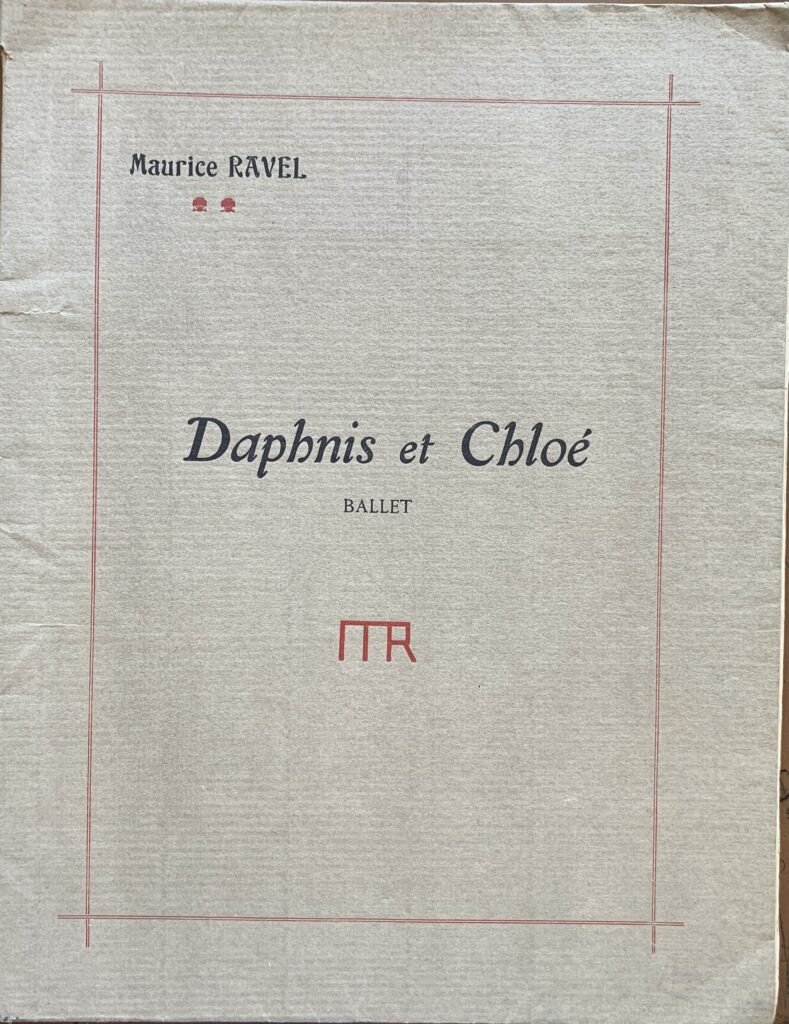 Maurice RAVEL
Daphnis et Chloé
BALLET
MR